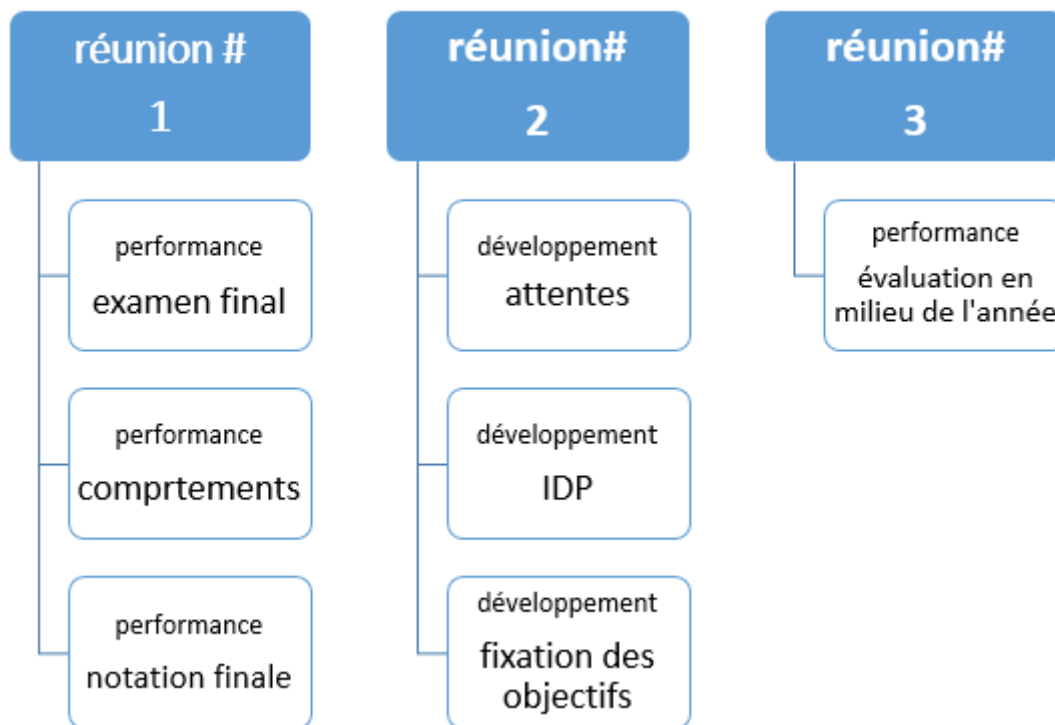 réunion #
1
performance
examen final
performance
comprtements
performance
notation finale
réunion#
2
développement
attentes
développement
IDP
développement
fixation des
objectifs
réunion#
3
performance
évaluation en
milieu de l'année